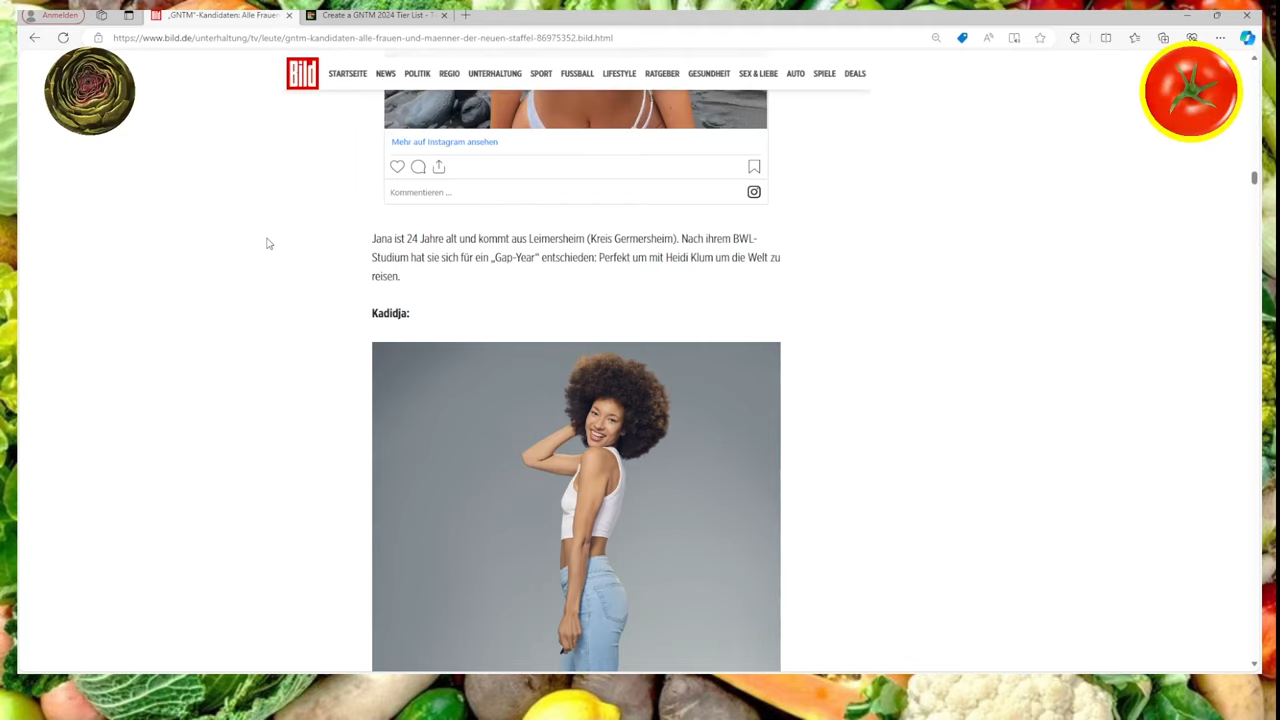 Anmelden
„GNTM“-Kandidaten: Alle Frauen
Create a GNTM 2024 Tier List - T
https://www.bild.de/unterhaltung/tv/leute/gntm-kandidaten-alle-frauen-und-maenner-der-neuen-staffel-86975352.bild.html
Bild
STARTSEITE NEWS POLITIK REGIO UNTERHALTUNG SPORT FUSSBALL LIFESTYLE RATGEBER GESUNDHEIT SEX & LIEBE AUTO SPIELE DEALS
Mehr auf Instagram ansehen
Kommentieren ...
Jana ist 24 Jahre alt und kommt aus Leimersheim (Kreis Germersheim). Nach ihrem BWL-
Studium hat sie sich für ein „Gap-Year“ entschieden: Perfekt um mit Heidi Klum um die Welt zu
reisen.
Kadidja: